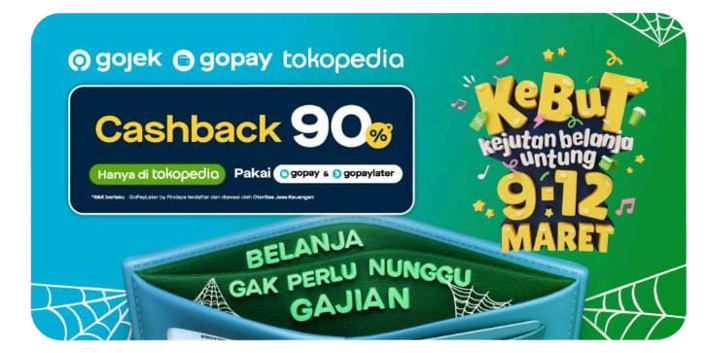 gojek gopay tokopedia
Cashback 90%
Hanya di tokopedia Pakai gopay & gopaylater
*S&K berlaku GoPayLater by Findaya terdaftar dan diawasi oleh Otoritas Jasa Keuangan
KeBUT
kejutan belanja
untung
9-12
MARET
BELANJA
GAK PERLU NUNGGU
GAJIAN